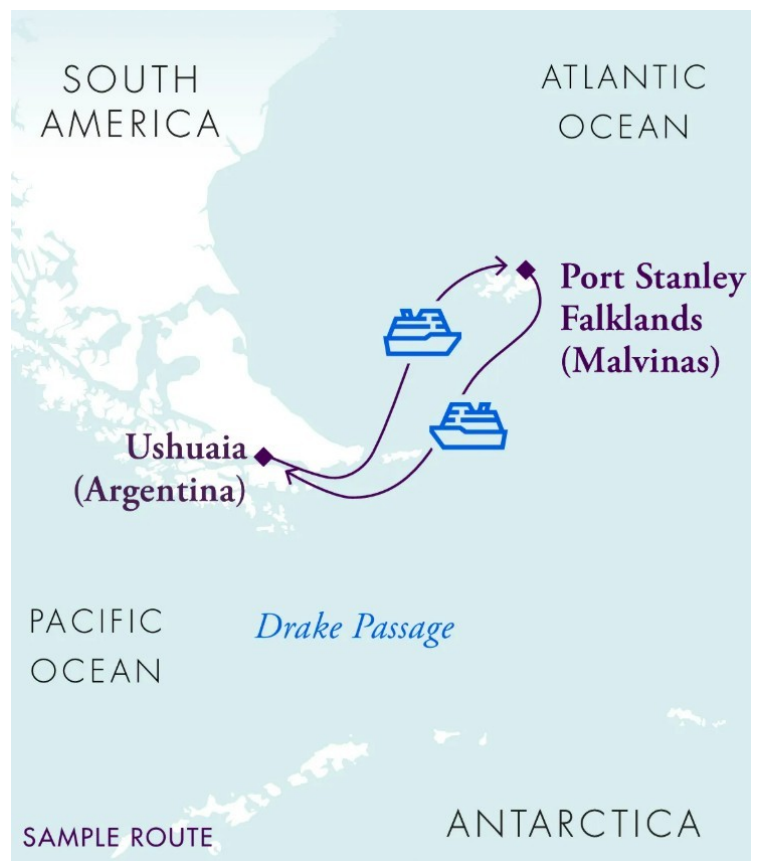 SOUTH
AMERICA
ATLANTIC
OCEAN
Port Stanley
Falklands
(Malvinas)
Ushuaia
(Argentina)
PACIFIC
OCEAN
Drake Passage
ANTARCTICA
SAMPLE ROUTE